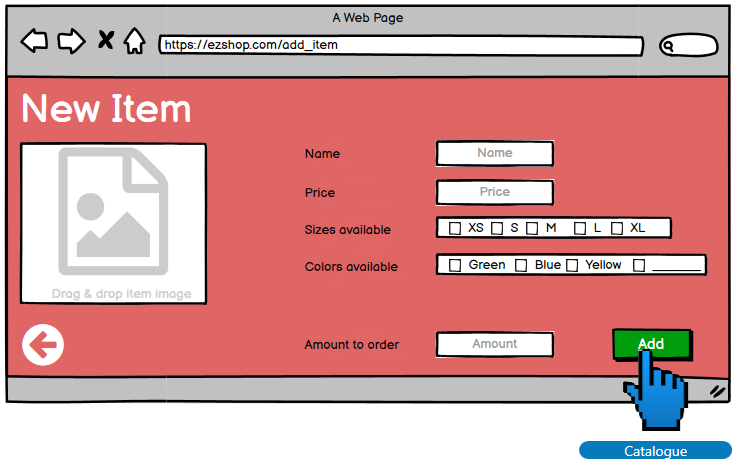 A Web Page
https://ezshop.com/add_item
New Item
Name Name
Price Price
Sizes available XS S M L XL
Colors available Green Blue Yellow ______
Drag & drop item image
Amount to order Amount Add
Catalogue